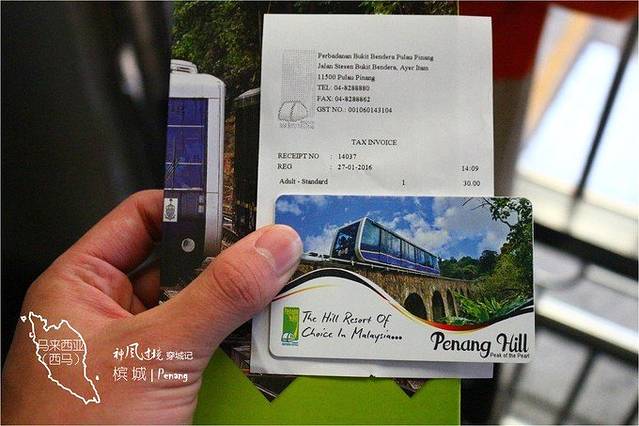 Perbadanan Bukit Bendera Pulau Pinang
Jalan Stesen Bukit Bendera, Ayer Itam
11500 Pulau Pinang
TEL: 04-8288880
FAX: 04-8288862
GST NO.: 001060143104
TAX INVOICE
RECEIPT NO : 14037
REG : 27-01-2016 14:09
Adult - Standard 1 30.00
The Hill Resort Of
Choice In Malaysia...
Penang Hill
Peak of the Pearl
马来西亚
(西马)
神风过境 穿城记
槟城 | Penang